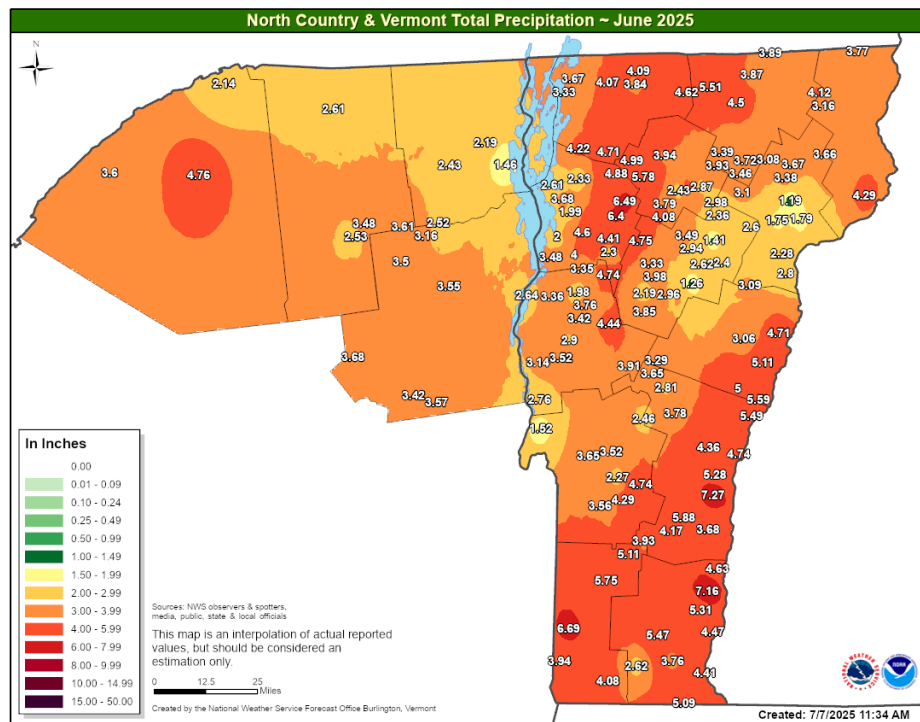 North Country & Vermont Total Precipitation ~ June 2025
N
3.89 3.77
4.09
2.14 3.67 4.07 3.84 3.87
3.33 4.62 5.51 4.12
2.61 4.5 3.16
2.19 4.22 4.71 3.94 3.39 3.66
2.43 1.46 4.99 3.93 3.72 3.08 3.67
3.6 4.76 4.88 5.78 3.46 3.38
2.61 2.33 2.43 2.87 3.1 4.29
3.68 6.49 3.79 2.98 1.19
1.99 6.4 4.08 2.36 1.75 1.79
3.48 3.61 2.52 2.6
2.53 3.16 2 4.6 4.41 4.75 3.49 1.41
3.5 3.48 4 2.3 2.94 2.28
3.35 3.33 2.62 2.4
4.74 3.98 2.8
3.55 1.26 3.09
2.64 3.36 1.98 2.19 2.96
3.76 3.85
3.42 4.44
2.9 3.06 4.71
3.68 3.14 3.52 3.91 3.29 5.11
3.65
3.42 3.57 2.76 2.81 5 5.59
1.52 2.46 3.78 5.49
3.65 3.52 4.36 4.74
2.27 5.28
4.74 7.27
3.56 4.29
5.88
4.17 3.68
3.93
5.11
5.75 4.63
7.16
5.31
6.69 5.47 4.47
3.94 2.62 3.76
4.08 4.41
5.09
In Inches
0.00
0.01 - 0.09
0.10 - 0.24
0.25 - 0.49
0.50 - 0.99
1.00 - 1.49
1.50 - 1.99
2.00 - 2.99
3.00 - 3.99
4.00 - 5.99
6.00 - 7.99
8.00 - 9.99
10.00 - 14.99
15.00 - 50.00
Sources: NWS observers & spotters,
media, public, state & local officials
This map is an interpolation of actual reported
values, but should be considered an
estimation only.
0 12.5 25
Miles
Created by the National Weather Service Forecast Office Burlington, Vermont
NOAA
Created: 7/7/2025 11:34 AM